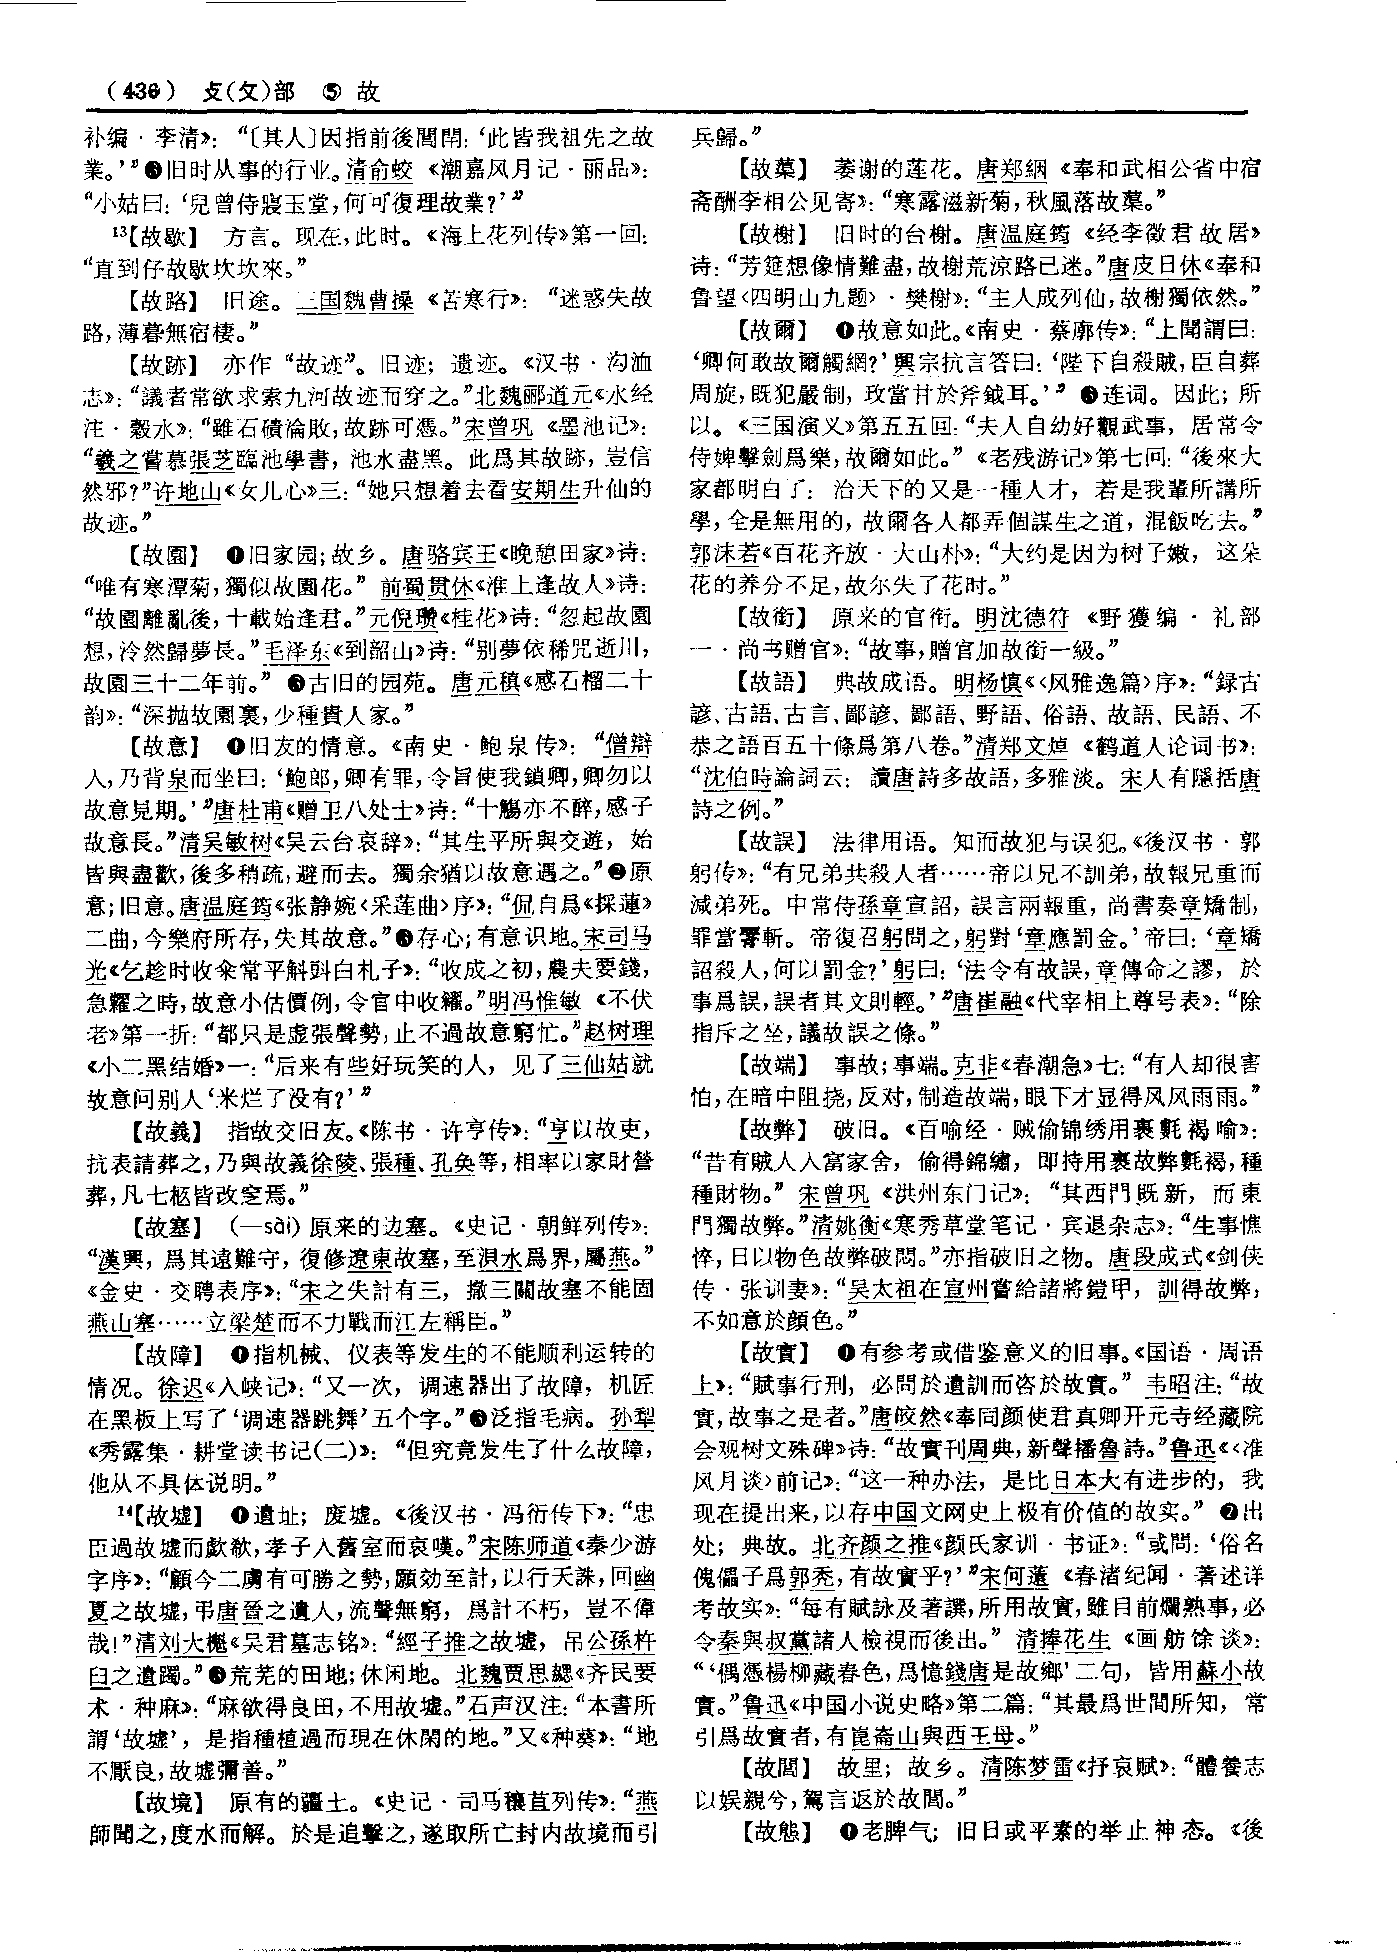 （436） 攴（攵）部 ⑤ 故
补编·李清》：“〔其人〕因指前後閭閈：‘此皆我祖先之故
業。’”❸旧时从事的行业。清俞蛟《潮嘉风月记·丽品》：
“小姑曰：‘兒曾侍寢玉堂，何可復理故業？’”
13【故歇】 方言。现在，此时。《海上花列传》第一回：
“直到仔故歇坎坎來。”
【故路】 旧途。三国魏曹操《苦寒行》：“迷惑失故
路，薄暮無宿棲。”
【故跡】 亦作“故迹”。旧迹；遗迹。《汉书·沟洫
志》：“議者常欲求索九河故迹而穿之。”北魏郦道元《水经
注·穀水》：“雖石磧淪敗，故跡可憑。”宋曾巩《墨池记》：
“羲之嘗慕張芝臨池學書，池水盡黑。此爲其故跡，豈信
然邪？”许地山《女儿心》三：“她只想着去看安期生升仙的
故迹。”
【故園】 ❶旧家园；故乡。唐骆宾王《晚憩田家》诗：
“唯有寒潭菊，獨似故園花。” 前蜀贯休《淮上逢故人》诗：
“故園離亂後，十載始逢君。”元倪瓒《桂花》诗：“忽起故園
想，泠然歸夢長。”毛泽东《到韶山》诗：“别夢依稀咒逝川，
故園三十二年前。” ❷古旧的园苑。唐元稹《感石榴二十
韵》：“深抛故園裏，少種貴人家。”
【故意】 ❶旧友的情意。《南史·鲍泉传》：“僧辯
人，乃背泉而坐曰：‘鮑郎，卿有罪，令旨使我鎖卿，卿勿以
故意見期。’”唐杜甫《赠卫八处士》诗：“十觴亦不醉，感子
故意長。”清吴敏树《吴云台哀辞》：“其生平所與交遊，始
皆與盡歡，後多稍疏，避而去。獨余猶以故意遇之。”❷原
意；旧意。唐温庭筠《张静婉〈采莲曲〉序》：“侃自爲《採蓮》
二曲，今樂府所存，失其故意。”❸存心；有意识地。宋司马
光《乞趁时收籴常平斛㪷白札子》：“收成之初，農夫要錢，
急糶之時，故意小估價例，令官中收糴。”明冯惟敏《不伏
老》第一折：“都只是虚張聲勢，止不過故意窮忙。”赵树理
《小二黑结婚》一：“后来有些好玩笑的人，见了三仙姑就
故意问别人‘米烂了没有？’”
【故義】 指故交旧友。《陈书·许亨传》：“亨以故吏，
抗表請葬之，乃與故義徐陵、張種、孔奂等，相率以家財營
葬，凡七柩皆改窆焉。”
【故塞】 （—sài）原来的边塞。《史记·朝鲜列传》：
“漢興，爲其遠難守，復修遼東故塞，至浿水爲界，屬燕。”
《金史·交聘表序》：“宋之失計有三，撤三關故塞不能固
燕山塞……立梁楚而不力戰而江左稱臣。”
【故障】 ❶指机械、仪表等发生的不能顺利运转的
情况。徐迟《入峡记》：“又一次，调速器出了故障，机匠
在黑板上写了‘调速器跳舞’五个字。”❷泛指毛病。孙犁
《秀露集·耕堂读书记（二）》：“但究竟发生了什么故障，
他从不具体说明。”
14【故墟】 ❶遺址；废墟。《後汉书·冯衍传下》：“忠
臣過故墟而歔欷，孝子入舊室而哀嘆。”宋陈师道《秦少游
字序》：“顧今二虜有可勝之勢，願効至計，以行天誅，回幽
夏之故墟，弔唐晉之遺人，流聲無窮，爲計不朽，豈不偉
哉！”清刘大櫆《吴君墓志铭》：“經子推之故墟，吊公孫杵
臼之遺躅。”❷荒芜的田地；休闲地。北魏贾思勰《齐民要
术·种麻》：“麻欲得良田，不用故墟。”石声汉注：“本書所
謂‘故墟’，是指種植過而現在休閑的地。”又《种葵》：“地
不厭良，故墟彌善。”
【故境】 原有的疆土。《史记·司马穰苴列传》：“燕
師聞之，度水而解。於是追擊之，遂取所亡封内故境而引
兵歸。”
【故蕖】 萎谢的莲花。唐郑絪《奉和武相公省中宿
斋酬李相公见寄》：“寒露滋新菊，秋風落故蕖。”
【故榭】 旧时的台榭。唐温庭筠《经李徵君故居》
诗：“芳筵想像情難盡，故榭荒涼路已迷。”唐皮日休《奉和
鲁望〈四明山九题〉·樊榭》：“主人成列仙，故榭獨依然。”
【故爾】 ❶故意如此。《南史·蔡廓传》：“上聞謂曰：
‘卿何敢故爾觸網？’興宗抗言答曰：‘陛下自殺賊，臣自葬
周旋，既犯嚴制，政當甘於斧鉞耳。’” ❷连词。因此；所
以。《三国演义》第五五回：“夫人自幼好觀武事，居常令
侍婢擊劍爲樂，故爾如此。”《老残游记》第七回：“後來大
家都明白了：治天下的又是一種人才，若是我輩所講所
學，全是無用的，故爾各人都弄個謀生之道，混飯吃去。”
郭沫若《百花齐放·大山朴》：“大约是因为树子嫩，这朵
花的养分不足，故尔失了花时。”
【故銜】 原来的官衔。明沈德符《野獲编·礼部
一·尚书赠官》：“故事，贈官加故銜一級。”
【故語】 典故成语。明杨慎《〈风雅逸篇〉序》：“録古
諺、古語、古言、鄙諺、鄙語、野語、俗語、故語、民語、不
恭之語百五十條爲第八卷。”清郑文焯《鹤道人论词书》：
“沈伯時論詞云：讀唐詩多故語，多雅淡。宋人有隱括唐
詩之例。”
【故誤】 法律用语。知而故犯与误犯。《後汉书·郭
躬传》：“有兄弟共殺人者……帝以兄不訓弟，故報兄重而
減弟死。中常侍孫章宣詔，誤言兩報重，尚書奏章矯制，
罪當腰斬。帝復召躬問之，躬對‘章應罰金。’帝曰：‘章矯
詔殺人，何以罰金？’躬曰：‘法令有故誤，章傳命之謬，於
事爲誤，誤者其文則輕。’”唐崔融《代宰相上尊号表》：“除
指斥之坐，議故誤之條。”
【故端】 事故；事端。克非《春潮急》七：“有人却很害
怕，在暗中阻挠，反对，制造故端，眼下才显得风风雨雨。”
【故弊】 破旧。《百喻经·贼偷锦绣用裹氀褐喻》：
“昔有賊人入富家舍，偷得錦繡，即持用裹故弊氀褐，種
種財物。” 宋曾巩《洪州东门记》：“其西門既新，而東
門獨故弊。”清姚衡《寒秀草堂笔记·宾退杂志》：“生事憔
悴，日以物色故弊破悶。”亦指破旧之物。唐段成式《剑侠
传·张训妻》：“吴太祖在宣州嘗給諸將鎧甲，訓得故弊，
不如意於顔色。”
【故實】 ❶有参考或借鉴意义的旧事。《国语·周语
上》：“賦事行刑，必問於遺訓而咨於故實。” 韦昭注：“故
實，故事之是者。”唐皎然《奉同颜使君真卿开元寺经藏院
会观树文殊碑》诗：“故實刊周典，新聲播魯詩。”鲁迅《〈准
风月谈〉前记》：“这一种办法，是比日本大有进步的，我
现在提出来，以存中国文网史上极有价值的故实。” ❷出
处；典故。北齐颜之推《颜氏家训·书证》：“或問：‘俗名
傀儡子爲郭秃，有故實乎？’”宋何薳《春渚纪闻·著述详
考故实》：“每有賦詠及著譔，所用故實，雖目前爛熟事，必
令秦與叔黨諸人檢視而後出。” 清捧花生《画舫馀谈》：
“‘偶憑楊柳藏春色，爲憶錢唐是故鄉’二句，皆用蘇小故
實。”鲁迅《中国小说史略》第二篇：“其最爲世間所知，常
引爲故實者，有崑崙山與西王母。”
【故閭】 故里；故乡。清陈梦雷《抒哀赋》：“體養志
以娱親兮，駕言返於故閭。”
【故態】 ❶老脾气；旧日或平素的举止神态。《後